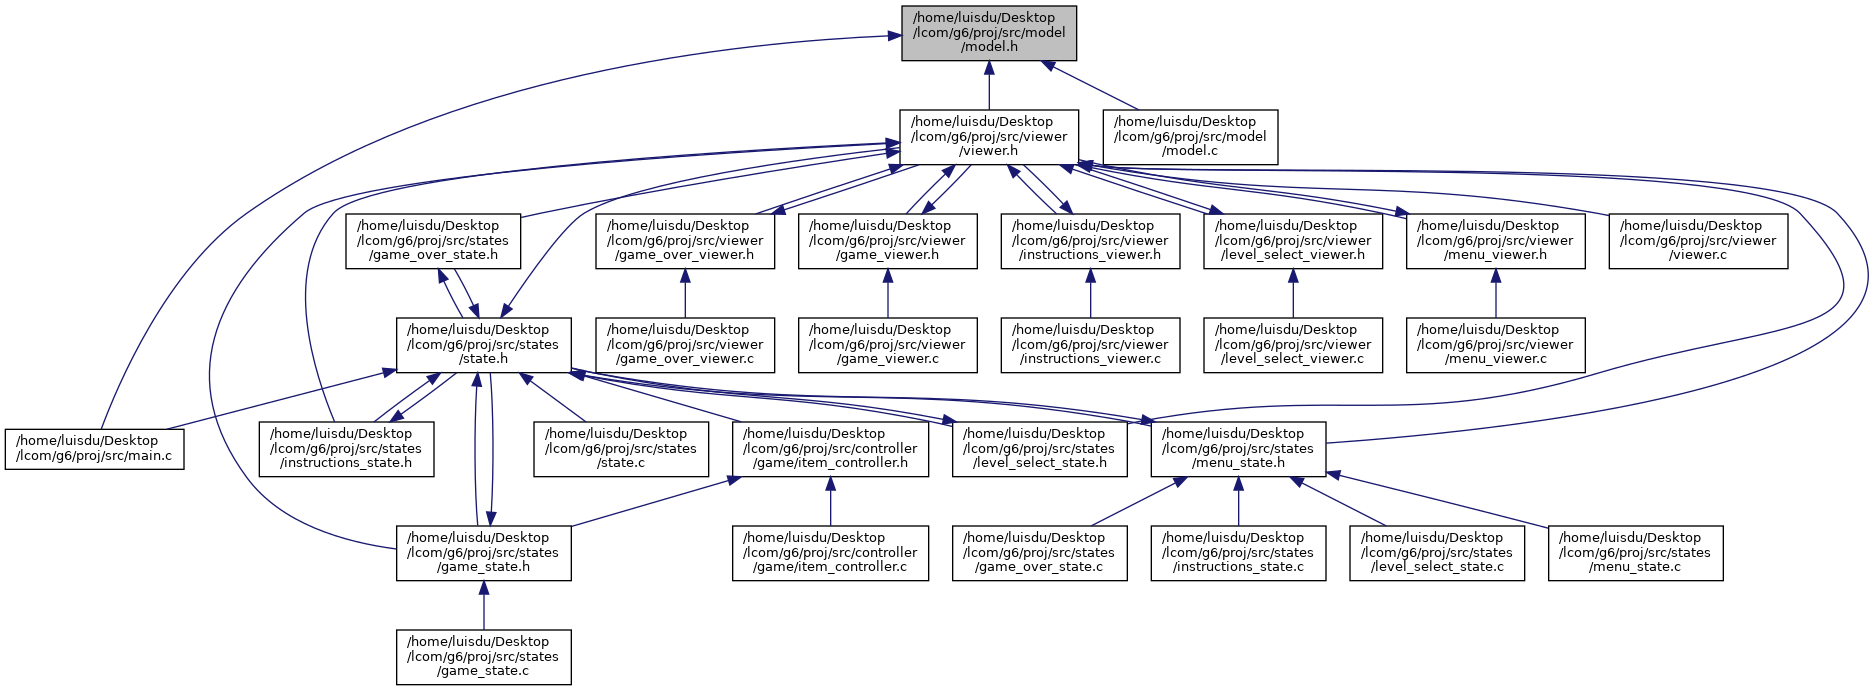 /home/luisdu/Desktop
/lcom/g6/proj/src/model
/model.h
/home/luisdu/Desktop
/lcom/g6/proj/src/viewer
/viewer.h
/home/luisdu/Desktop
/lcom/g6/proj/src/model
/model.c
/home/luisdu/Desktop
/lcom/g6/proj/src/states
/game_over_state.h
/home/luisdu/Desktop
/lcom/g6/proj/src/viewer
/game_over_viewer.h
/home/luisdu/Desktop
/lcom/g6/proj/src/viewer
/game_viewer.h
/home/luisdu/Desktop
/lcom/g6/proj/src/viewer
/instructions_viewer.h
/home/luisdu/Desktop
/lcom/g6/proj/src/viewer
/level_select_viewer.h
/home/luisdu/Desktop
/lcom/g6/proj/src/viewer
/menu_viewer.h
/home/luisdu/Desktop
/lcom/g6/proj/src/viewer
/viewer.c
/home/luisdu/Desktop
/lcom/g6/proj/src/states
/state.h
/home/luisdu/Desktop
/lcom/g6/proj/src/viewer
/game_over_viewer.c
/home/luisdu/Desktop
/lcom/g6/proj/src/viewer
/game_viewer.c
/home/luisdu/Desktop
/lcom/g6/proj/src/viewer
/instructions_viewer.c
/home/luisdu/Desktop
/lcom/g6/proj/src/viewer
/level_select_viewer.c
/home/luisdu/Desktop
/lcom/g6/proj/src/viewer
/menu_viewer.c
/home/luisdu/Desktop
/lcom/g6/proj/src/main.c
/home/luisdu/Desktop
/lcom/g6/proj/src/states
/instructions_state.h
/home/luisdu/Desktop
/lcom/g6/proj/src/states
/state.c
/home/luisdu/Desktop
/lcom/g6/proj/src/controller
/game/item_controller.h
/home/luisdu/Desktop
/lcom/g6/proj/src/states
/level_select_state.h
/home/luisdu/Desktop
/lcom/g6/proj/src/states
/menu_state.h
/home/luisdu/Desktop
/lcom/g6/proj/src/states
/game_state.h
/home/luisdu/Desktop
/lcom/g6/proj/src/controller
/game/item_controller.c
/home/luisdu/Desktop
/lcom/g6/proj/src/states
/game_over_state.c
/home/luisdu/Desktop
/lcom/g6/proj/src/states
/instructions_state.c
/home/luisdu/Desktop
/lcom/g6/proj/src/states
/level_select_state.c
/home/luisdu/Desktop
/lcom/g6/proj/src/states
/menu_state.c
/home/luisdu/Desktop
/lcom/g6/proj/src/states
/game_state.c